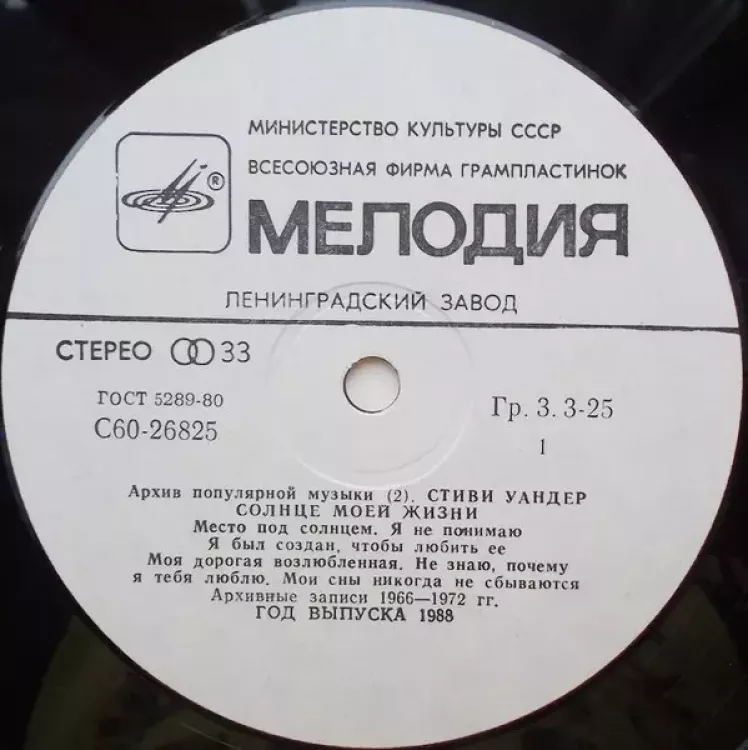 МИНИСТЕРСТВО КУЛЬТУРЫ СССР
ВСЕСОЮЗНАЯ ФИРМА ГРАМПЛАСТИНОК
®
МЕЛОДИЯ
ЛЕНИНГРАДСКИЙ ЗАВОД
СТЕРЕО 33
ГОСТ 5289-80
С60-26825
Гр. 3. 3-25
1
Архив популярной музыки (2). СТИВИ УАНДЕР
СОЛНЦЕ МОЕЙ ЖИЗНИ
Место под солнцем. Я не понимаю
Я был создан, чтобы любить ее
Моя дорогая возлюбленная. Не знаю, почему
я тебя люблю. Мои сны никогда не сбываются
Архивные записи 1966—1972 гг.
ГОД ВЫПУСКА 1988